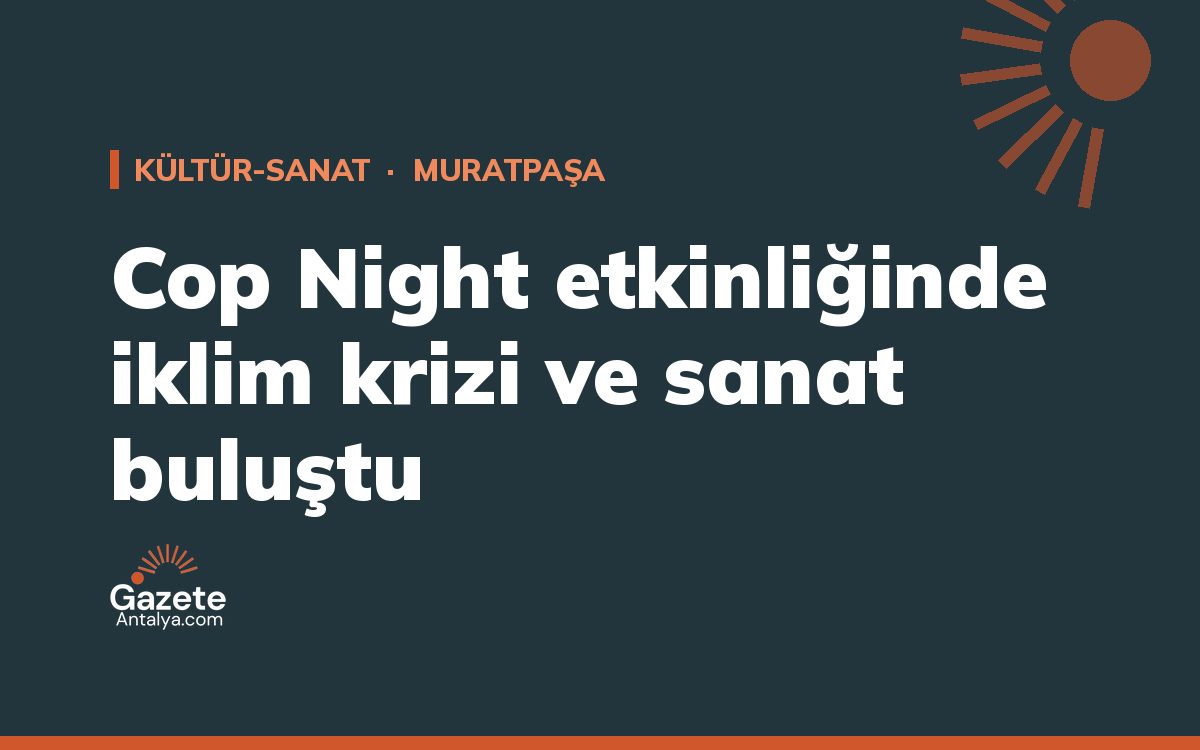 KÜLTÜR-SANAT · MURATPAŞA
Cop Night etkinliğinde
iklim krizi ve sanat
buluştu
Gazete
Antalya.com